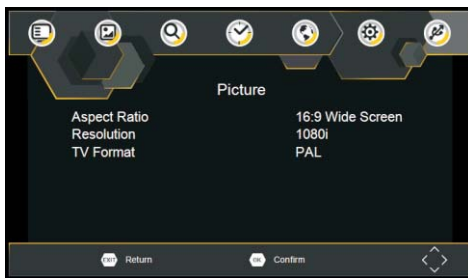 Picture
Aspect Ratio 16:9 Wide Screen
Resolution 1080i
TV Format PAL
EXIT Return OK Confirm